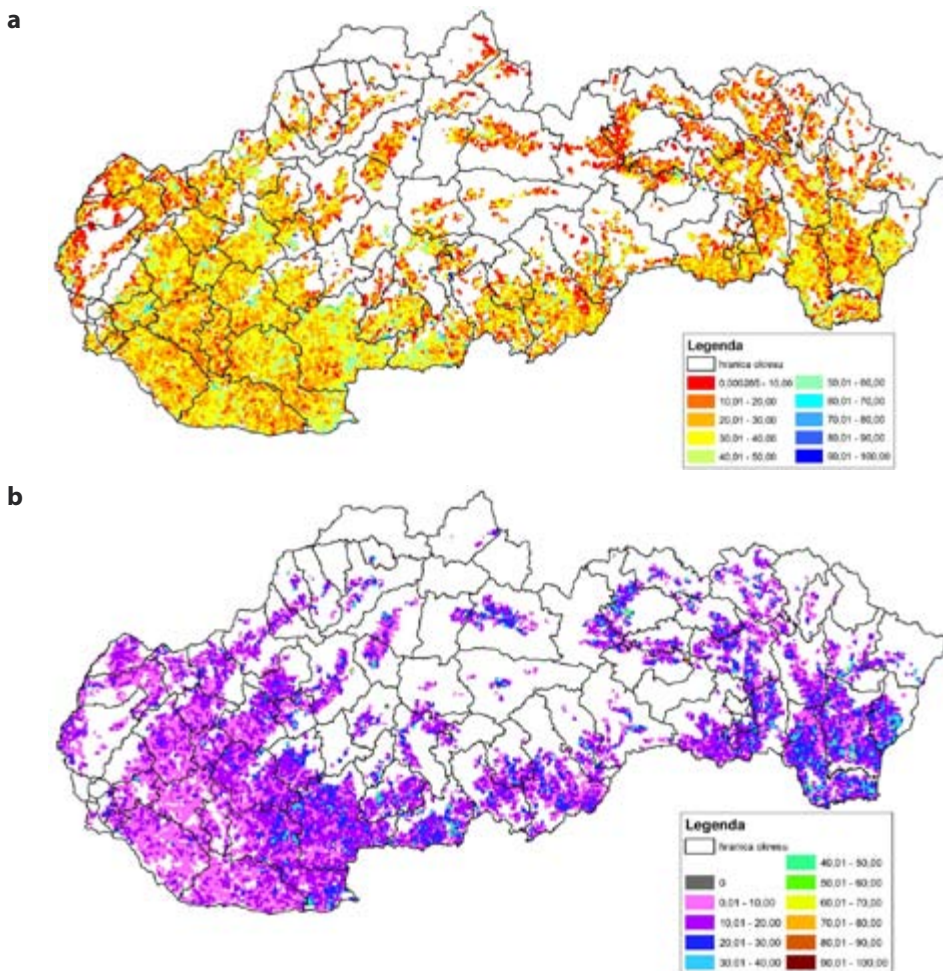 a
Legenda
hranica okresu
0,000265 - 10,00
10,01 - 20,00
20,01 - 30,00
30,01 - 40,00
40,01 - 50,00
50,01 - 60,00
60,01 - 70,00
70,01 - 80,00
80,01 - 90,00
90,01 - 100,00
b
Legenda
hranica okresu
0
0,01 - 10,00
10,01 - 20,00
20,01 - 30,00
30,01 - 40,00
40,01 - 50,00
50,01 - 60,00
60,01 - 70,00
70,01 - 80,00
80,01 - 90,00
90,01 - 100,00